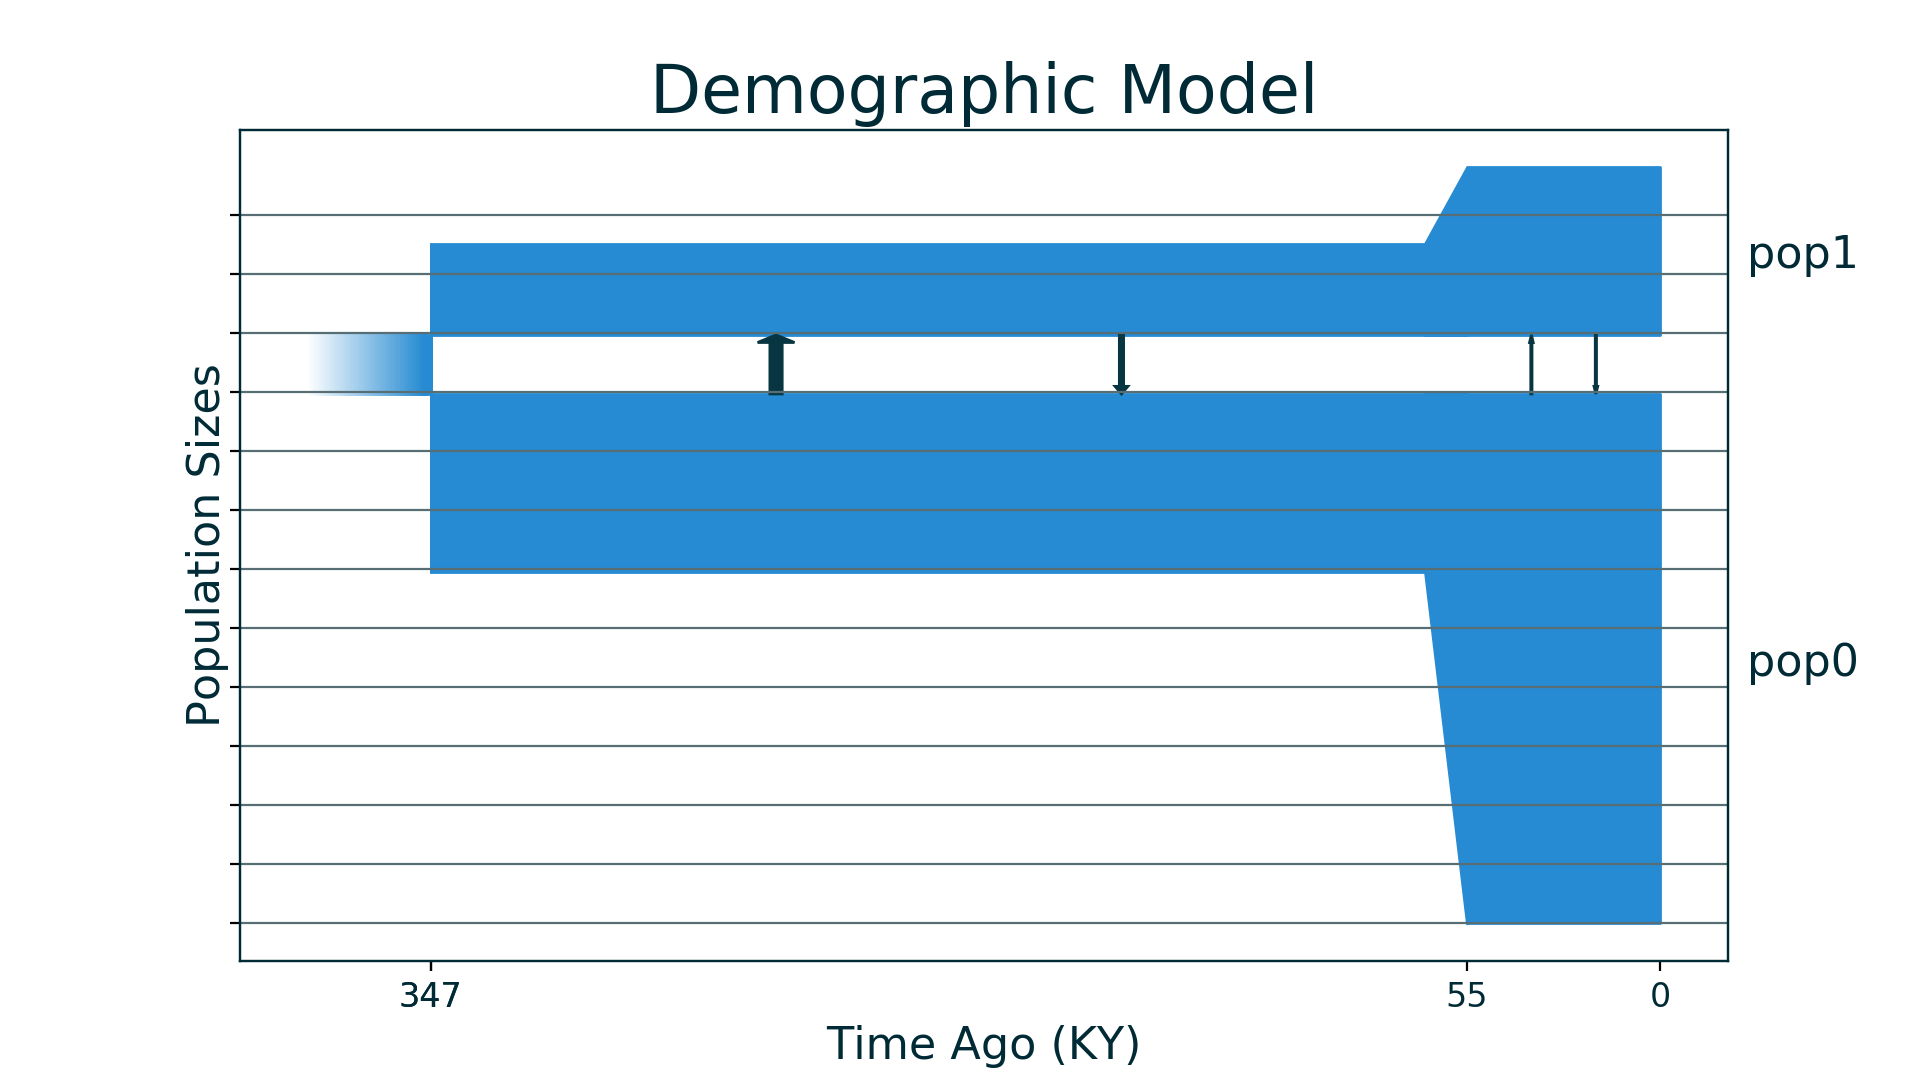 Demographic Model
pop1
Population Sizes
pop0
347
55
0
Time Ago (KY)